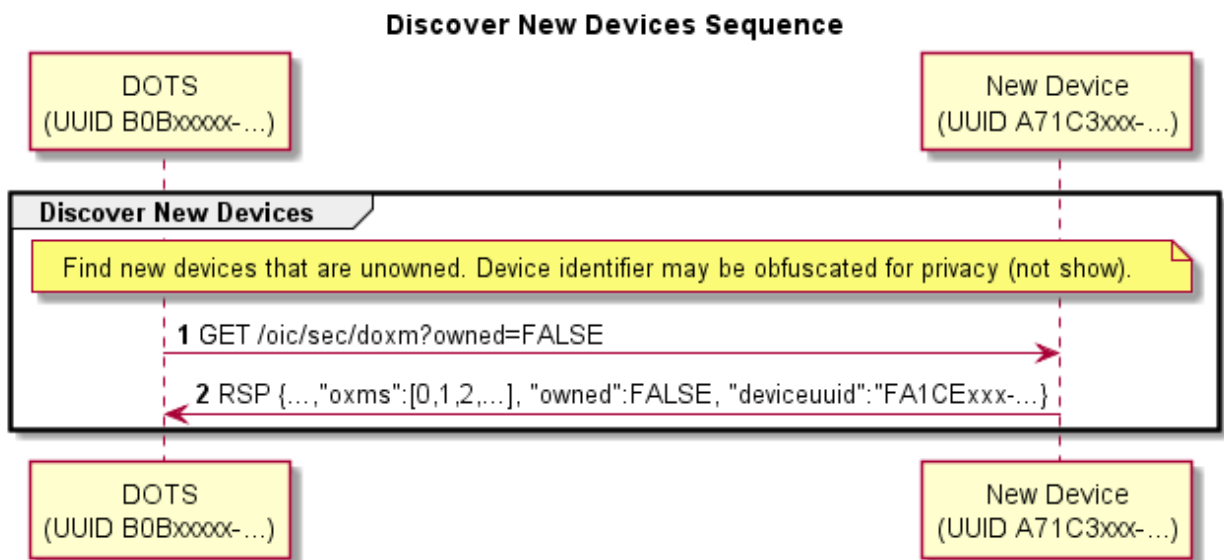 Discover New Devices Sequence
DOTS
(UUID B0Bxxxxx-...)
New Device
(UUID A71C3xxx-...)
Discover New Devices
Find new devices that are unowned. Device identifier may be obfuscated for privacy (not show).
1 GET /oic/sec/doxm?owned=FALSE
2 RSP {...,"oxms":[0,1,2,...], "owned":FALSE, "deviceuuid":"FA1CExxx-...}
DOTS
(UUID B0Bxxxxx-...)
New Device
(UUID A71C3xxx-...)